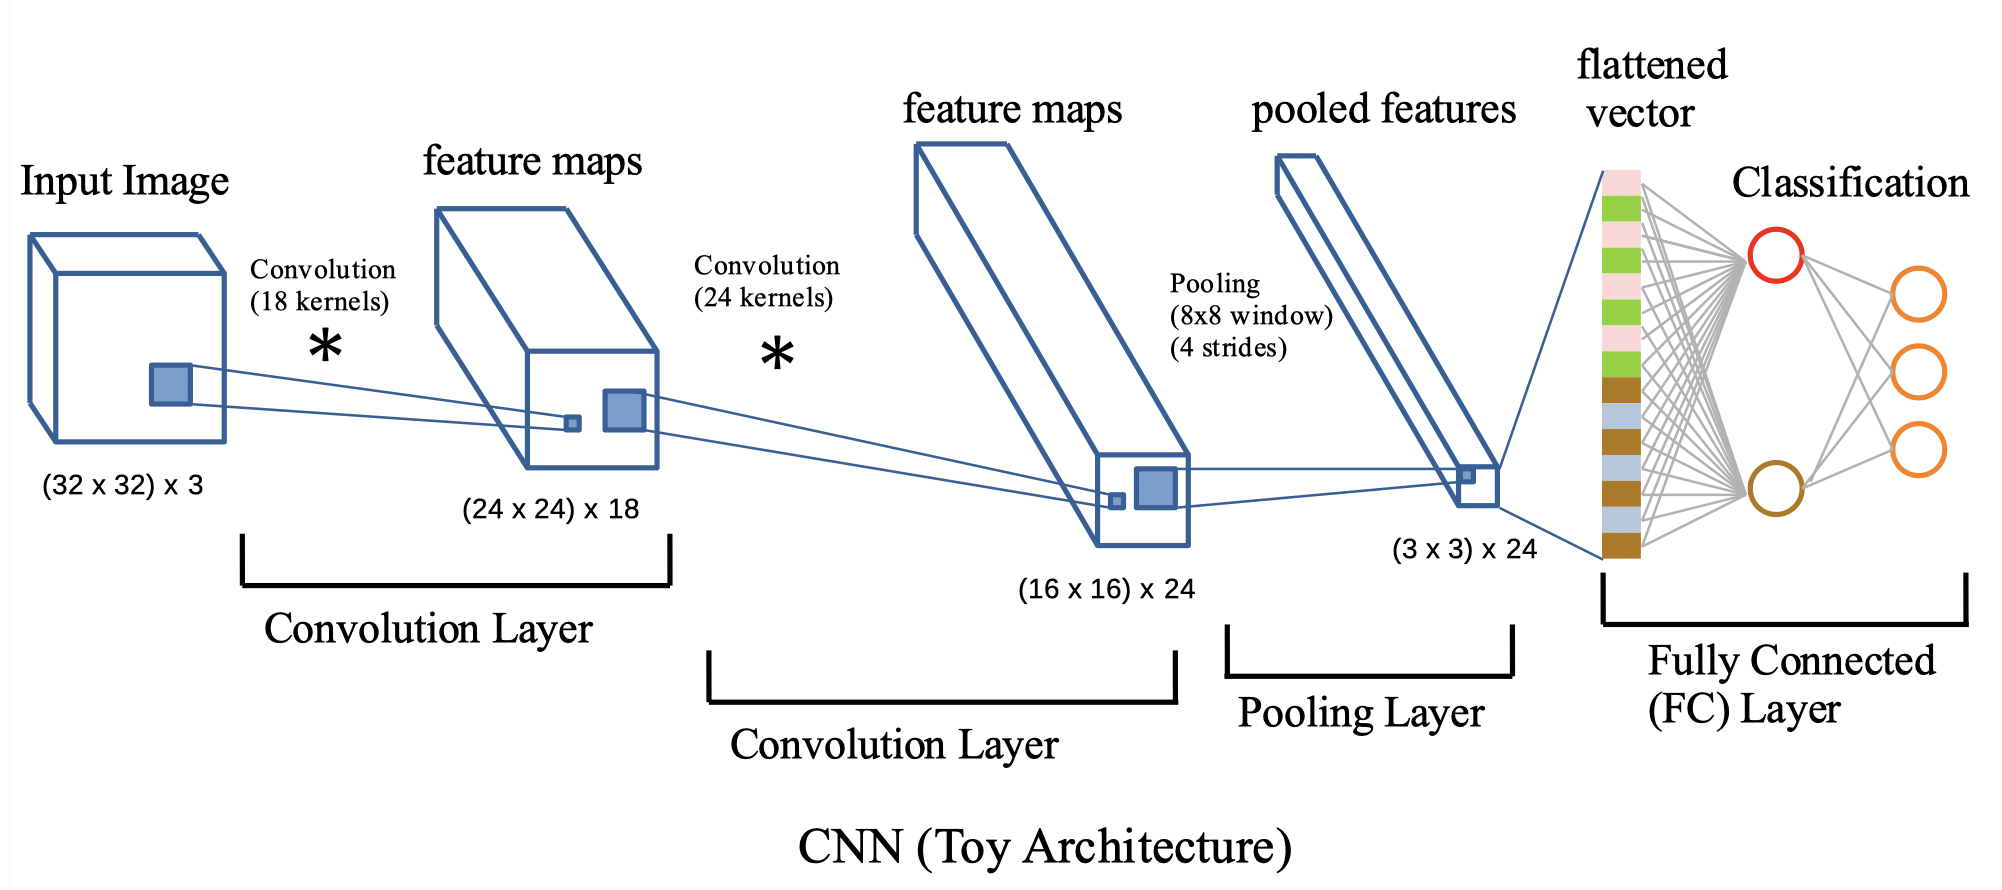 Input Image
(32 x 32) x 3
Convolution
(18 kernels)
*
feature maps
(24 x 24) x 18
Convolution Layer
Convolution
(24 kernels)
*
feature maps
(16 x 16) x 24
Convolution Layer
Pooling
(8x8 window)
(4 strides)
pooled features
(3 x 3) x 24
Pooling Layer
flattened
vector
Classification
Fully Connected
(FC) Layer
CNN (Toy Architecture)